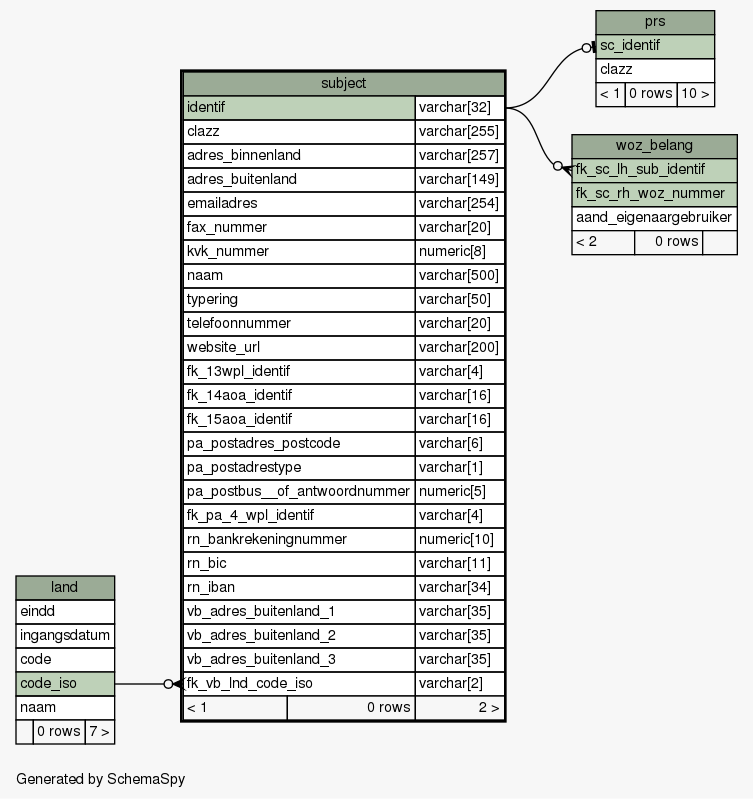 prs
sc_identif
clazz
< 1 0 rows 10 >
subject
identif varchar[32]
clazz varchar[255]
adres_binnenland varchar[257]
adres_buitenland varchar[149]
emailadres varchar[254]
fax_nummer varchar[20]
kvk_nummer numeric[8]
naam varchar[500]
typering varchar[50]
telefoonnummer varchar[20]
website_url varchar[200]
fk_13wpl_identif varchar[4]
fk_14aoa_identif varchar[16]
fk_15aoa_identif varchar[16]
pa_postadres_postcode varchar[6]
pa_postadrestype varchar[1]
pa_postbus__of_antwoordnummer numeric[5]
fk_pa_4_wpl_identif varchar[4]
rn_bankrekeningnummer numeric[10]
rn_bic varchar[11]
rn_iban varchar[34]
vb_adres_buitenland_1 varchar[35]
vb_adres_buitenland_2 varchar[35]
vb_adres_buitenland_3 varchar[35]
fk_vb_lnd_code_iso varchar[2]
< 1 0 rows 2 >
woz_belang
fk_sc_lh_sub_identif
fk_sc_rh_woz_nummer
aand_eigenaargebruiker
< 2 0 rows
land
eindd
ingangsdatum
code
code_iso
naam
0 rows 7 >
Generated by SchemaSpy